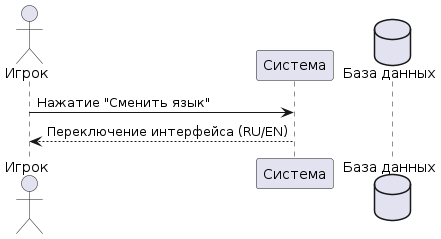 Игрок
Система
База данных
Нажатие "Сменить язык"
Переключение интерфейса (RU/EN)
Игрок
Система
База данных